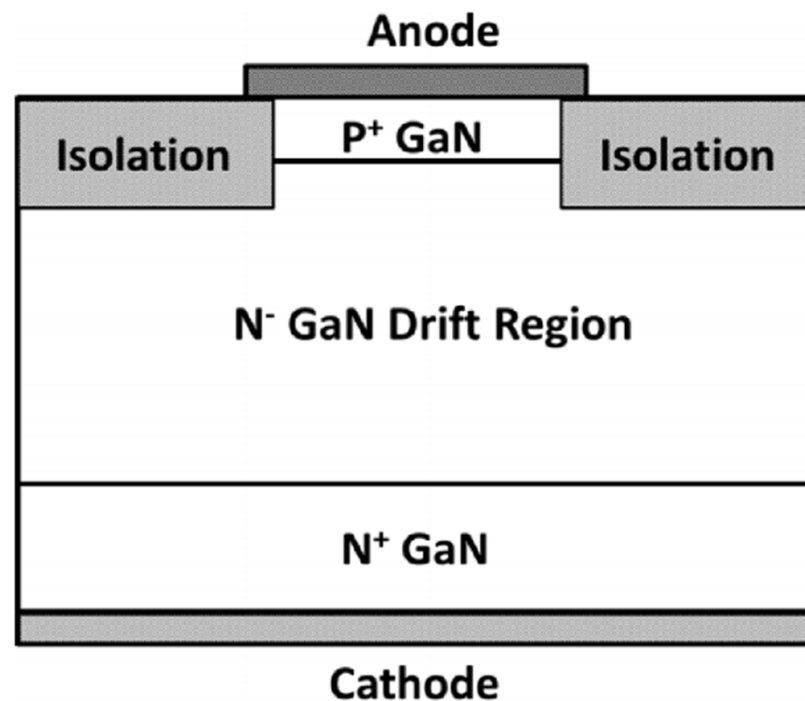 Anode
Isolation P⁺ GaN Isolation
N⁻ GaN Drift Region
N⁺ GaN
Cathode